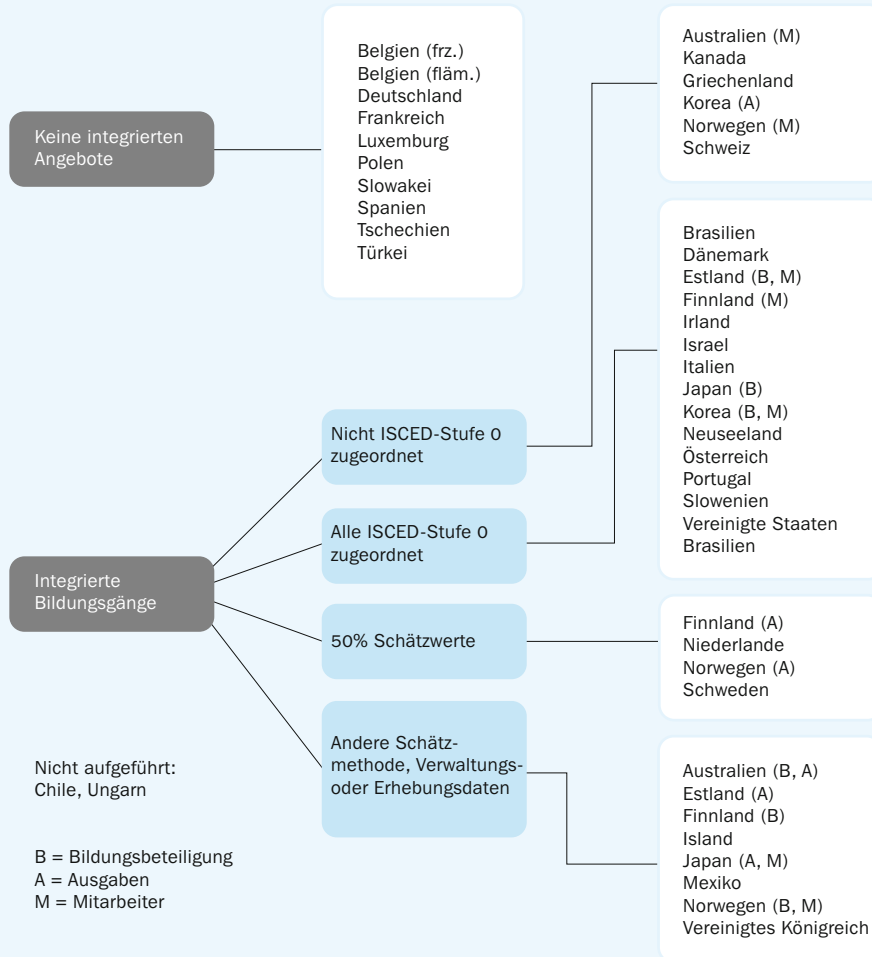 Keine integrierten
Angebote
Belgien (frz.)
Belgien (fläm.)
Deutschland
Frankreich
Luxemburg
Polen
Slowakei
Spanien
Tschechien
Türkei
Integrierte
Bildungsgänge
Nicht ISCED-Stufe 0
zugeordnet
Australien (M)
Kanada
Griechenland
Korea (A)
Norwegen (M)
Schweiz
Alle ISCED-Stufe 0
zugeordnet
Brasilien
Dänemark
Estland (B, M)
Finnland (M)
Irland
Israel
Italien
Japan (B)
Korea (B, M)
Neuseeland
Österreich
Portugal
Slowenien
Vereinigte Staaten
Brasilien
50% Schätzwerte
Finnland (A)
Niederlande
Norwegen (A)
Schweden
Andere Schätz-
methode, Verwaltungs-
oder Erhebungsdaten
Australien (B, A)
Estland (A)
Finnland (B)
Island
Japan (A, M)
Mexiko
Norwegen (B, M)
Vereinigtes Königreich
Nicht aufgeführt:
Chile, Ungarn
B = Bildungsbeteiligung
A = Ausgaben
M = Mitarbeiter